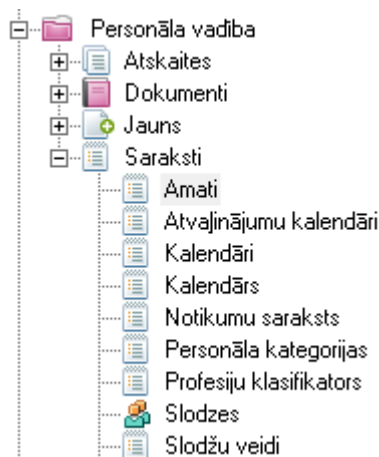 Personāla vadība
Atskaites
Dokumenti
Jauns
Saraksti
Amati
Atvaļinājumu kalendāri
Kalendāri
Kalendārs
Notikumu saraksts
Personāla kategorijas
Profesiju klasifikators
Slodzes
Slodžu veidi